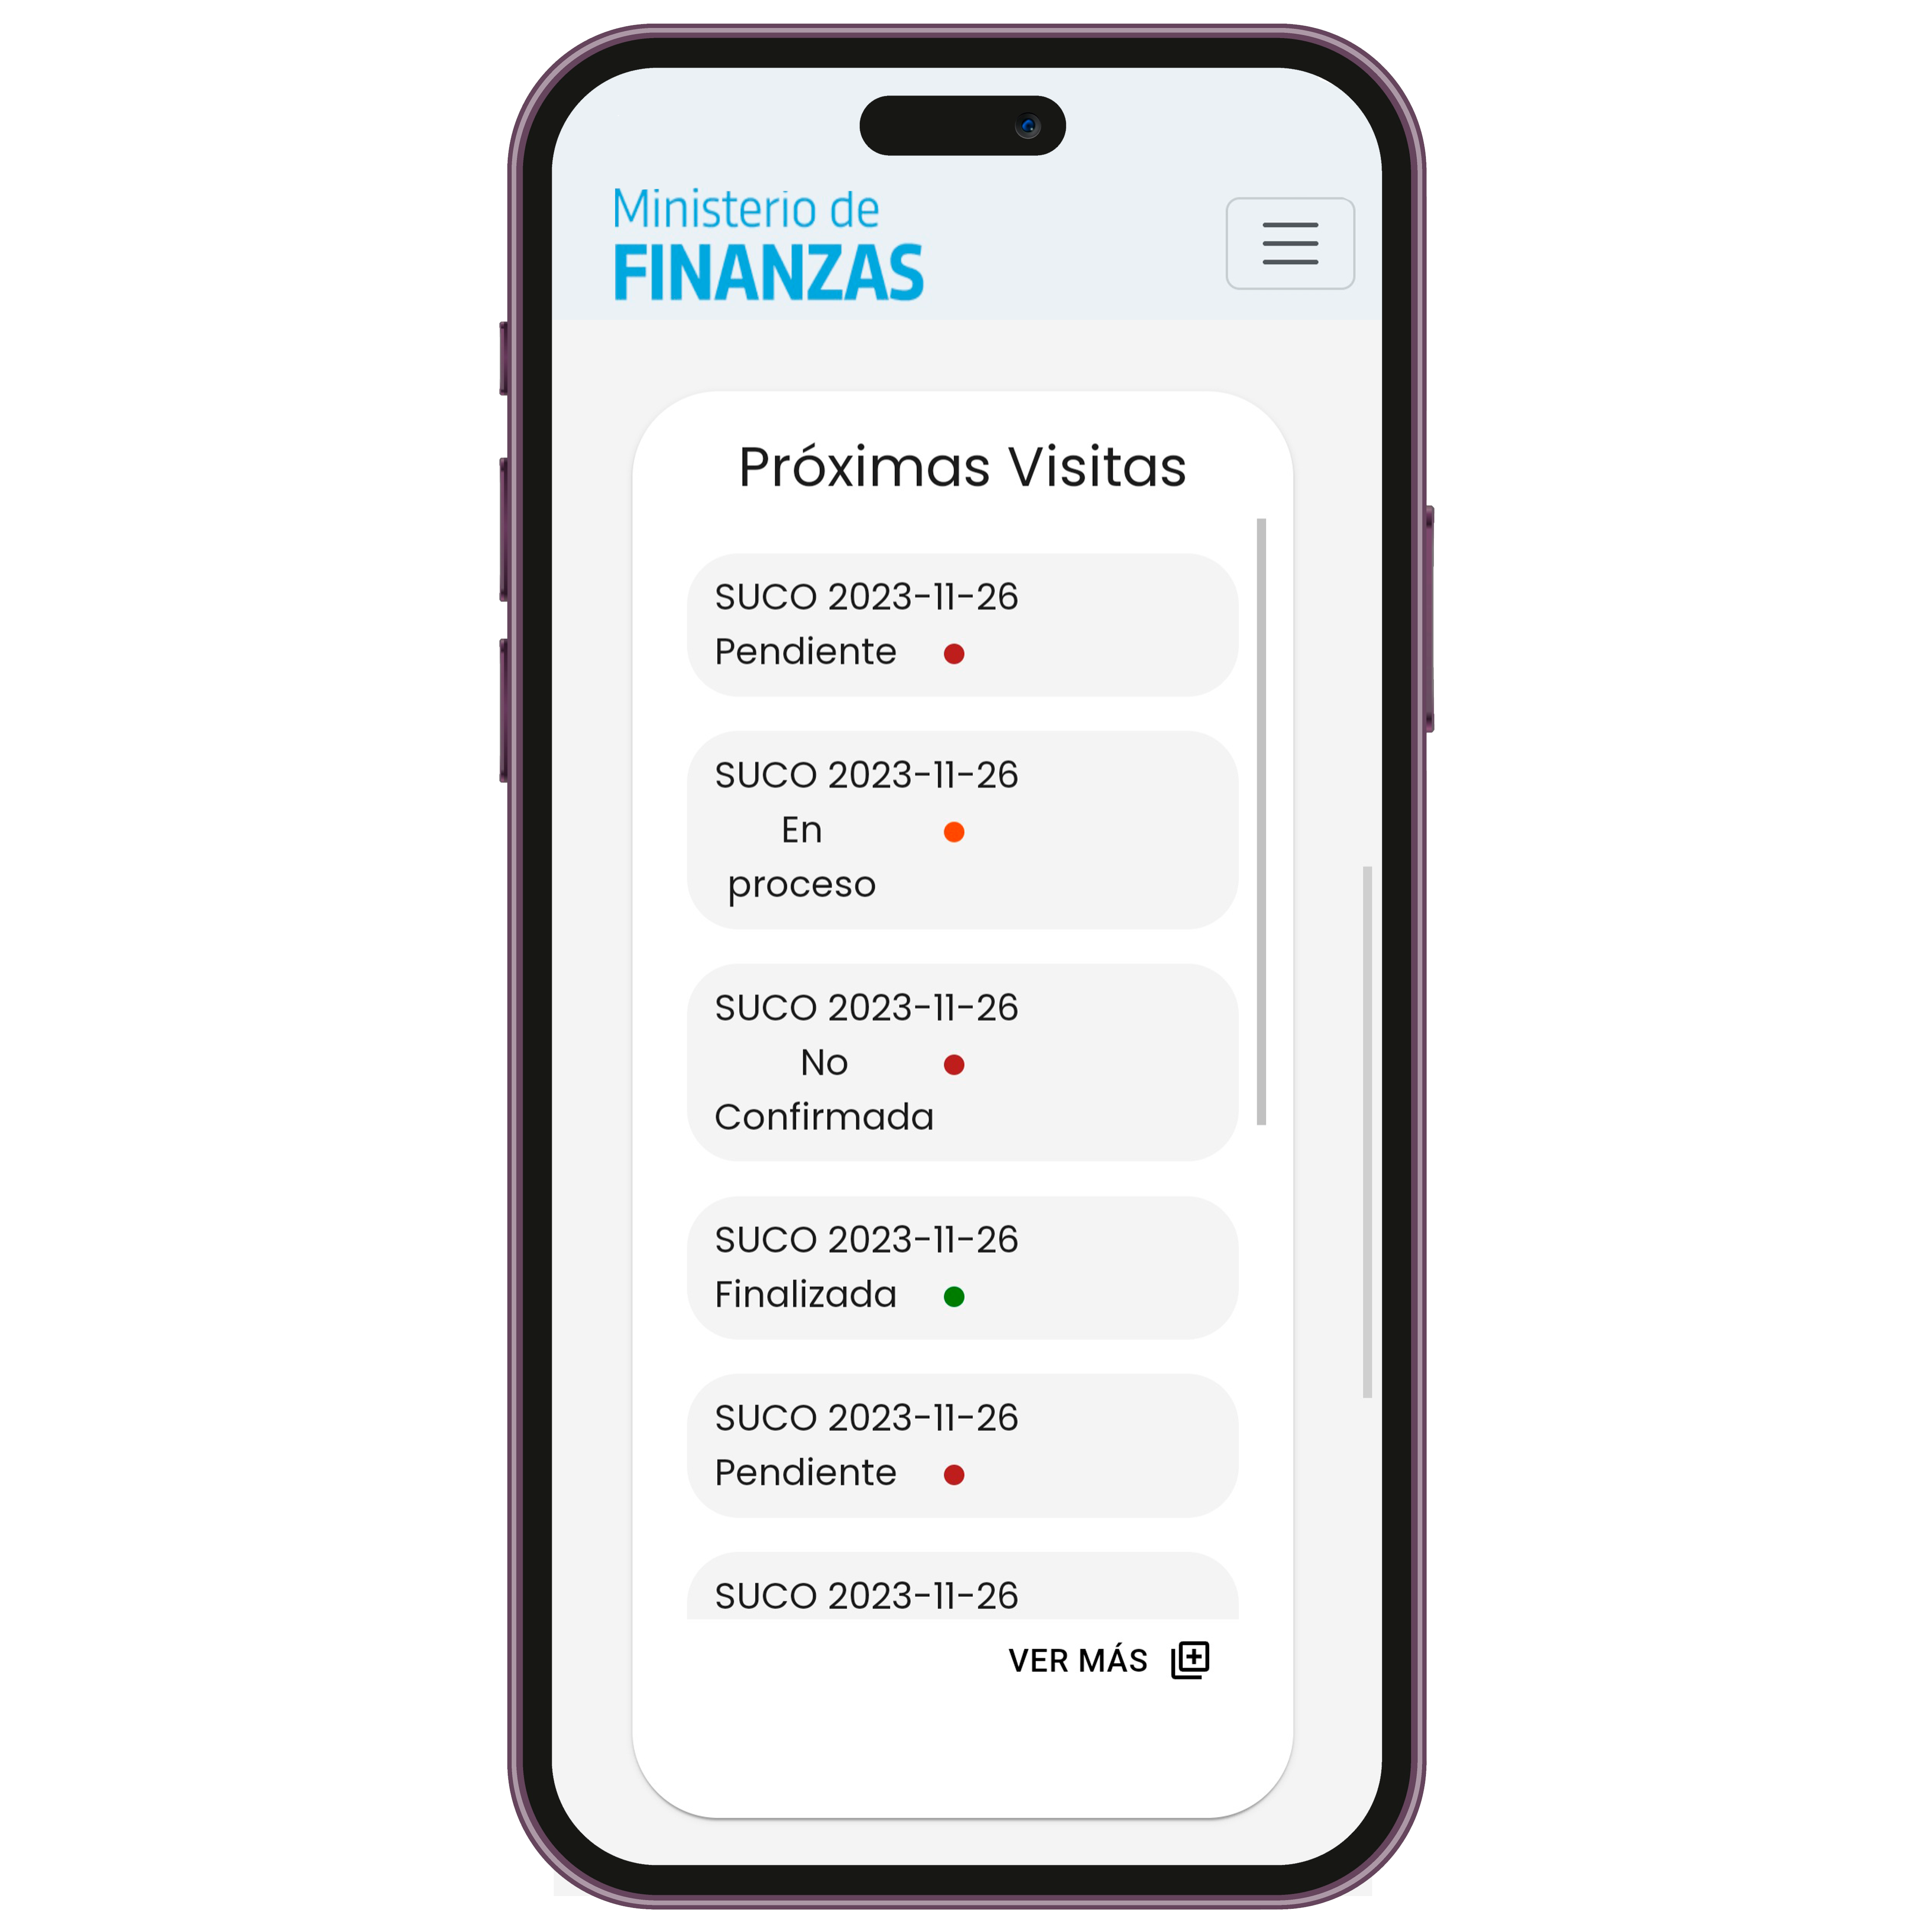 Ministerio de
FINANZAS
Próximas Visitas
SUCO 2023-11-26
Pendiente
SUCO 2023-11-26
En
proceso
SUCO 2023-11-26
No
Confirmada
SUCO 2023-11-26
Finalizada
SUCO 2023-11-26
Pendiente
SUCO 2023-11-26
VER MÁS